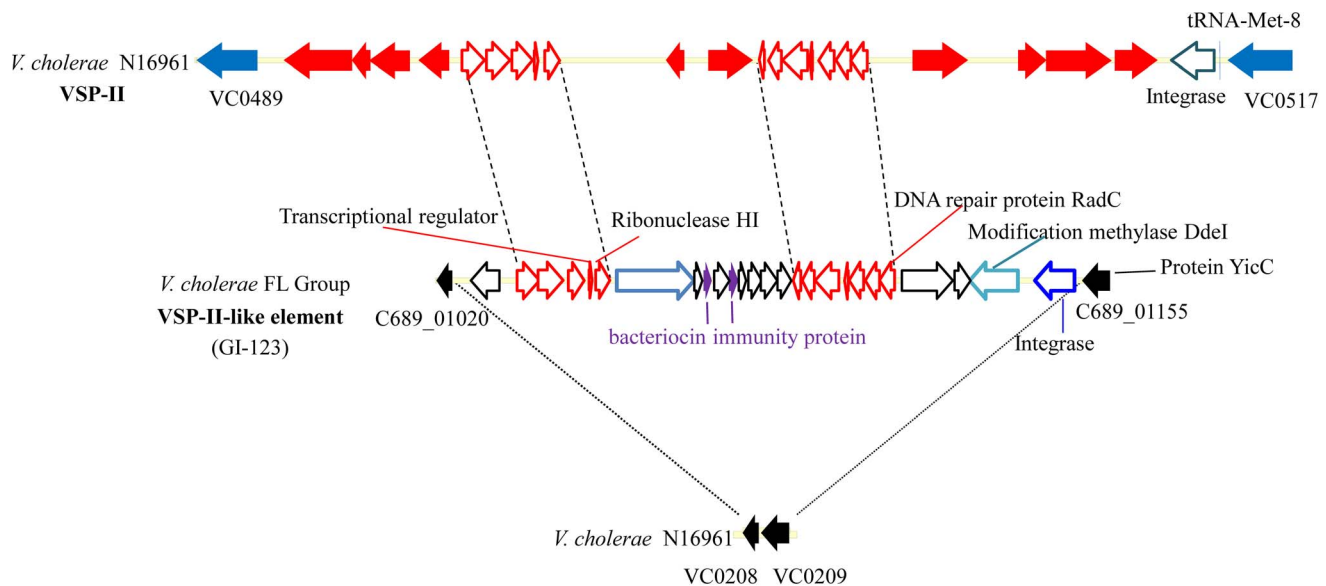 tRNA-Met-8
V. cholerae N16961
VSP-II
VC0489
Integrase
VC0517
Transcriptional regulator
Ribonuclease HI
DNA repair protein RadC
Modification methylase DdeI
Protein YicC
V. cholerae FL Group
VSP-II-like element
(GI-123)
C689_01020
bacteriocin immunity protein
C689_01155
Integrase
V. cholerae N16961
VC0208
VC0209